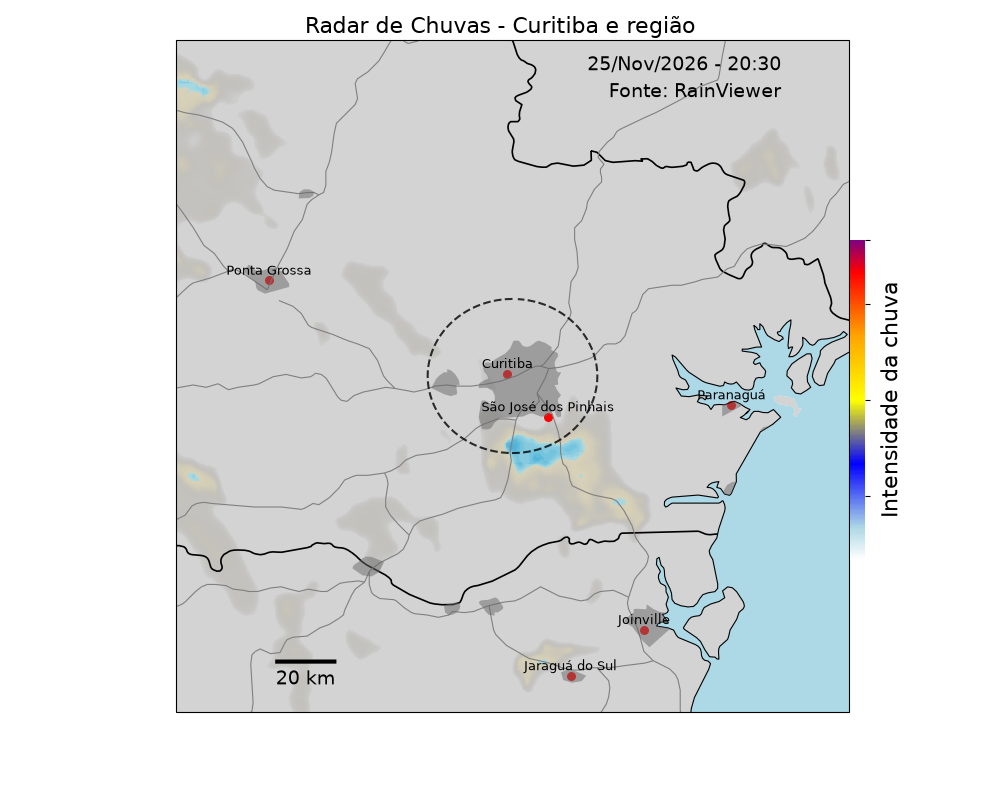 Radar de Chuvas - Curitiba e região
25/Nov/2026 - 20:30
Fonte: RainViewer
Ponta Grossa
Curitiba
Paranaguá
São José dos Pinhais
Intensidade da chuva
Joinville
Jaraguá do Sul
20 km